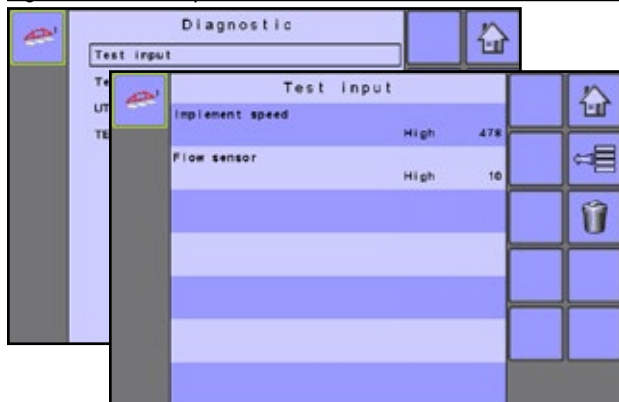 Diagnostic
Test input
Te
UT
TE
Test input
Implement speed
High 478
Flow sensor
High 10